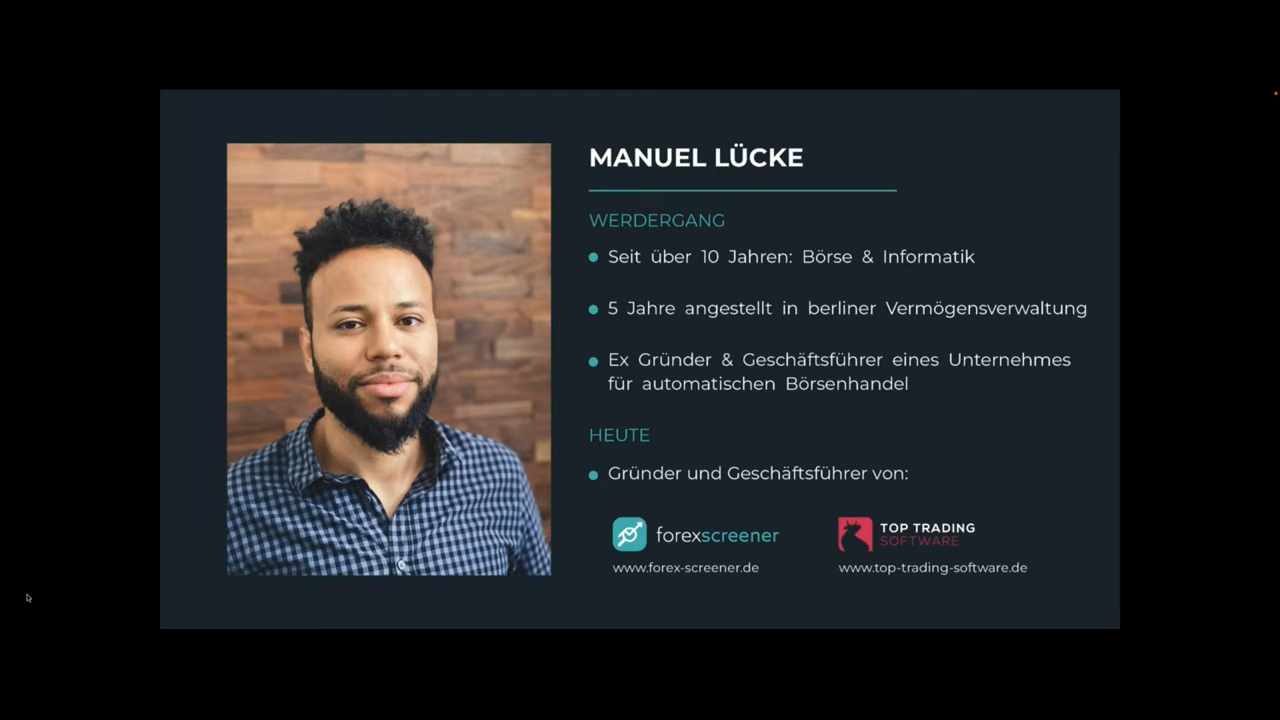 MANUEL LÜCKE
WERDERGANG
Seit über 10 Jahren: Börse & Informatik
5 Jahre angestellt in berliner Vermögensverwaltung
Ex Gründer & Geschäftsführer eines Unternehmes
für automatischen Börsenhandel
HEUTE
Gründer und Geschäftsführer von:
forexscreener
www.forex-screener.de
TOP TRADING
SOFTWARE
www.top-trading-software.de